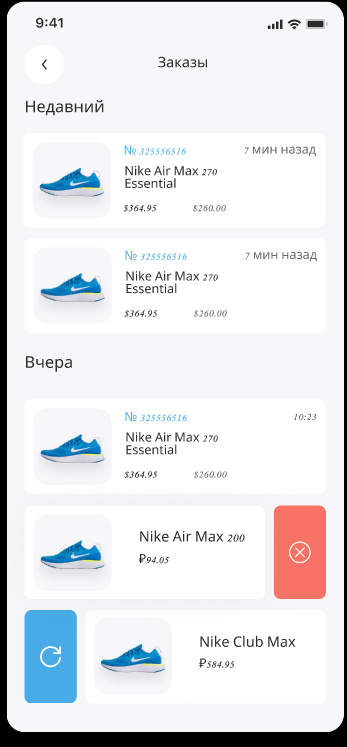 9:41
Заказы
Недавний
№ 325556516 7 мин назад
Nike Air Max 270
Essential
$364.95 $260.00
№ 325556516 7 мин назад
Nike Air Max 270
Essential
$364.95 $260.00
Вчера
№ 325556516 10:23
Nike Air Max 270
Essential
$364.95 $260.00
Nike Air Max 200
₽94.05
Nike Club Max
₽584.95